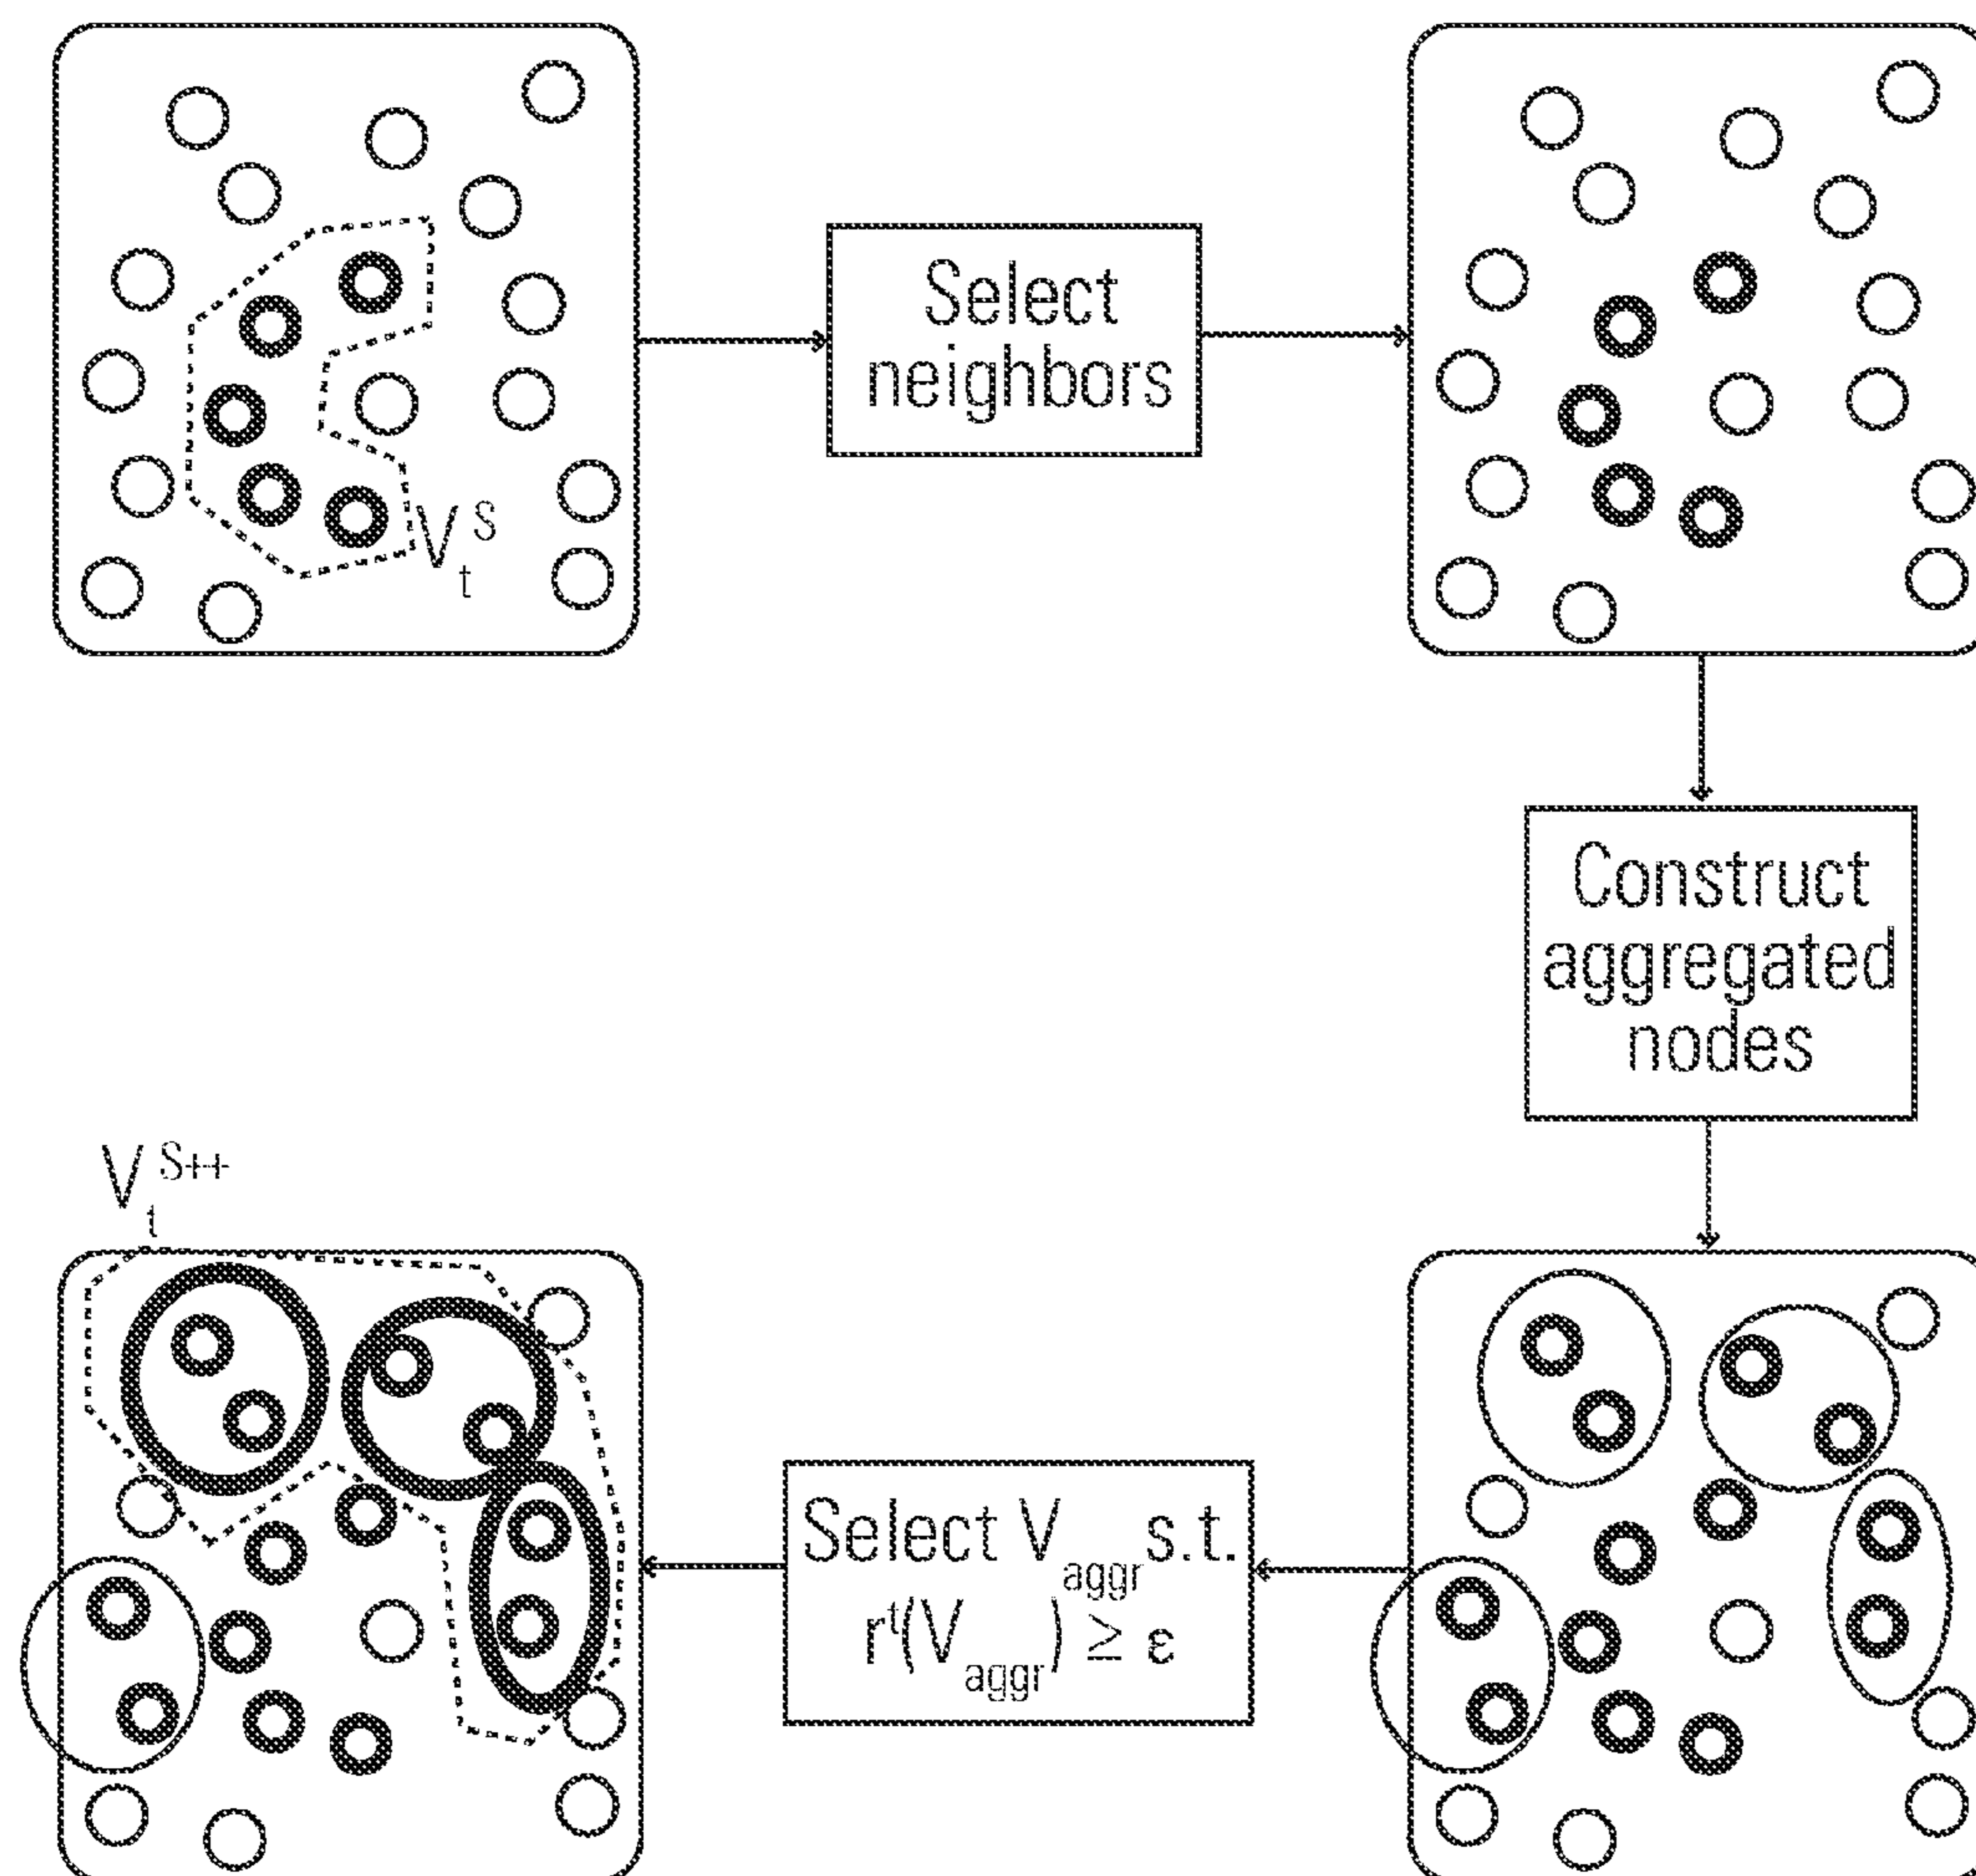 Select
neighbors
V_t^S
Construct
aggregated
nodes
V_t^S++
Select V_aggr s.t.
r^t(V_aggr) ≥ ε